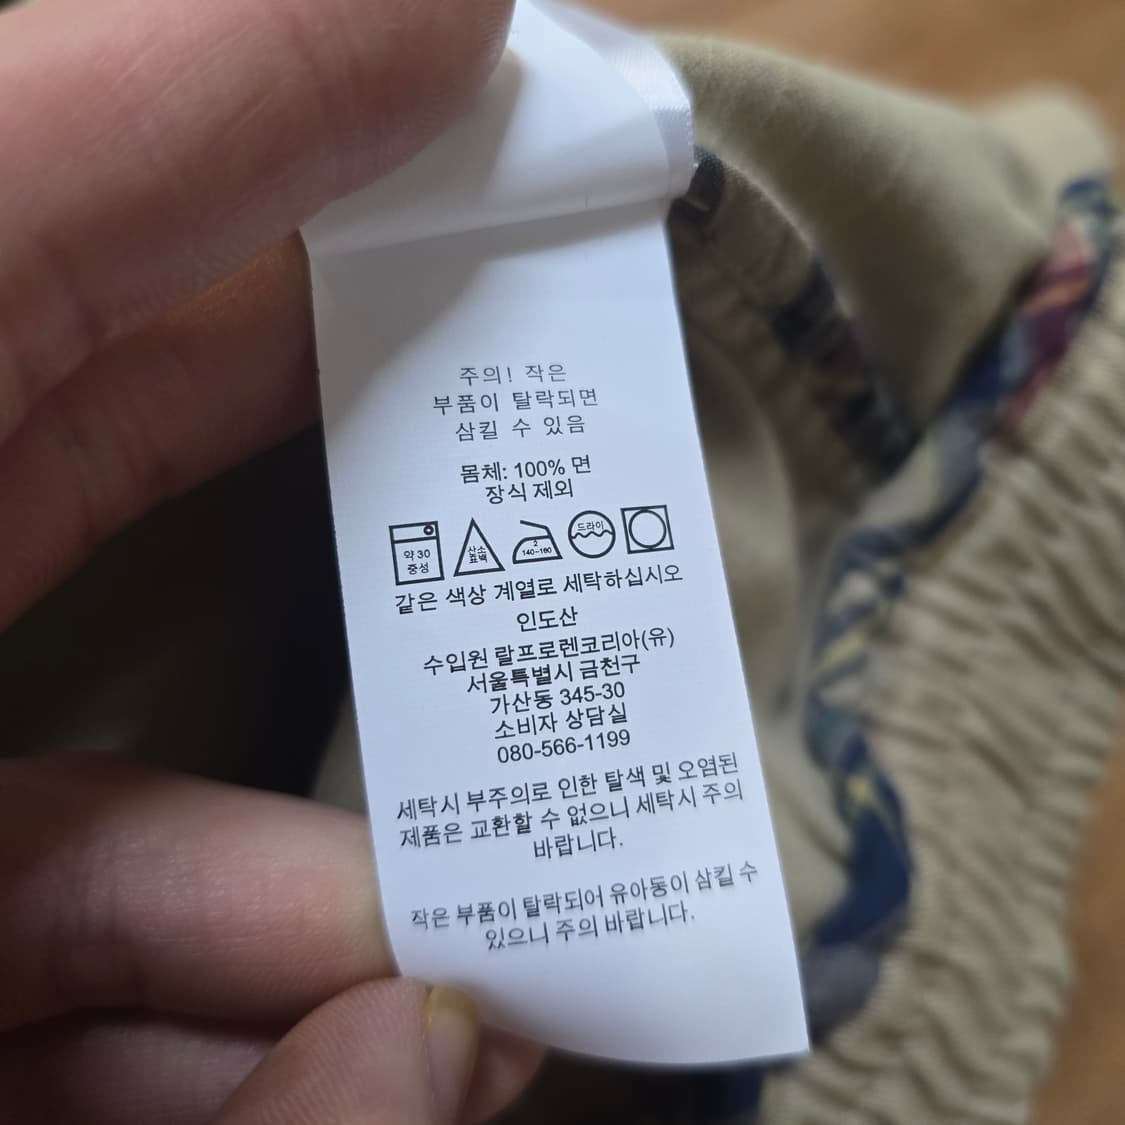 주의! 작은
부품이 탈락되면
삼킬 수 있음
몸체: 100% 면
장식 제외
약 30
중성
산소
표백
2
140~160
드라이
같은 색상 계열로 세탁하십시오
인도산
수입원 랄프로렌코리아(유)
서울특별시 금천구
가산동 345-30
소비자 상담실
080-566-1199
세탁시 부주의로 인한 탈색 및 오염된
제품은 교환할 수 없으니 세탁시 주의
바랍니다.
작은 부품이 탈락되어 유아동이 삼킬 수
있으니 주의 바랍니다.